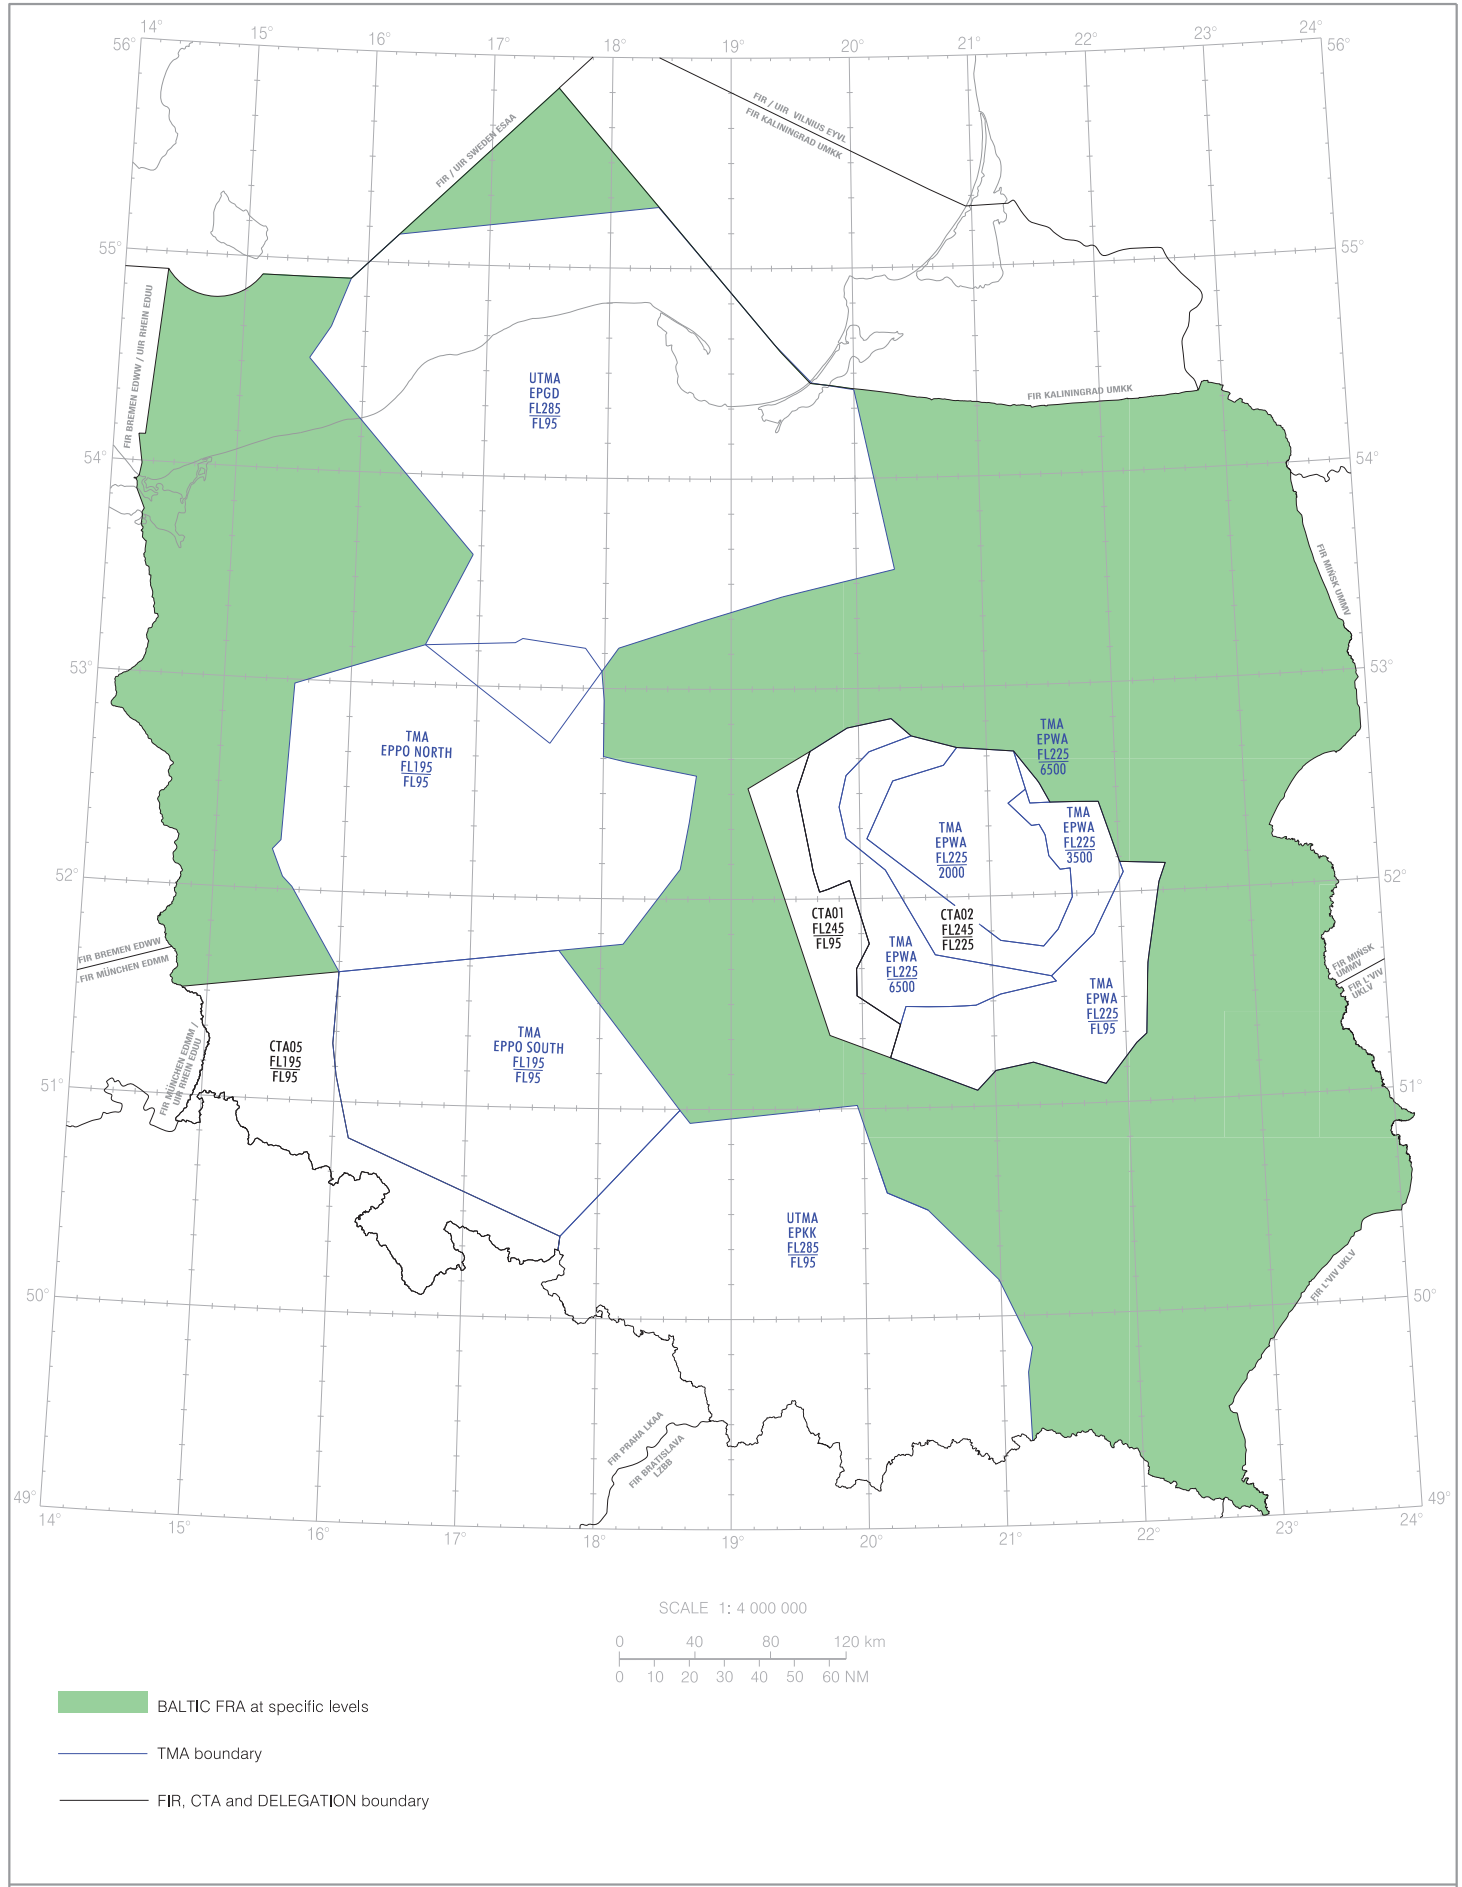 14°
15°
16°
17°
18°
19°
20°
21°
22°
23°
24°
56°
56°
FIR / UIR VILNIUS EYVL
FIR KALININGRAD UMKK
FIR / UIR SWEDEN ESAA
55°
55°
FIR BREMEN EDWW / UIR RHEIN EDUU
UTMA
EPGD
FL285
FL95
FIR KALININGRAD UMKK
54°
54°
FIR MIŃSK UMMV
53°
53°
TMA
EPPO NORTH
FL195
FL95
TMA
EPWA
FL225
6500
TMA
EPWA
FL225
3500
TMA
EPWA
FL225
2000
52°
52°
CTA01
FL245
FL95
CTA02
FL245
FL225
TMA
EPWA
FL225
6500
FIR BREMEN EDWW
FIR MÜNCHEN EDMM
FIR MIŃSK
UMMV
FIR L'VIV
UKLV
TMA
EPWA
FL225
FL95
FIR MÜNCHEN EDMM /
UIR RHEIN EDUU
CTA05
FL195
FL95
TMA
EPPO SOUTH
FL195
FL95
51°
51°
UTMA
EPKK
FL285
FL95
FIR L'VIV UKLV
50°
50°
FIR PRAHA LKAA
FIR BRATISLAVA
LZBB
49°
49°
14°
15°
16°
17°
18°
19°
20°
21°
22°
23°
24°
SCALE 1: 4 000 000
0 40 80 120 km
0 10 20 30 40 50 60 NM
BALTIC FRA at specific levels
TMA boundary
FIR, CTA and DELEGATION boundary